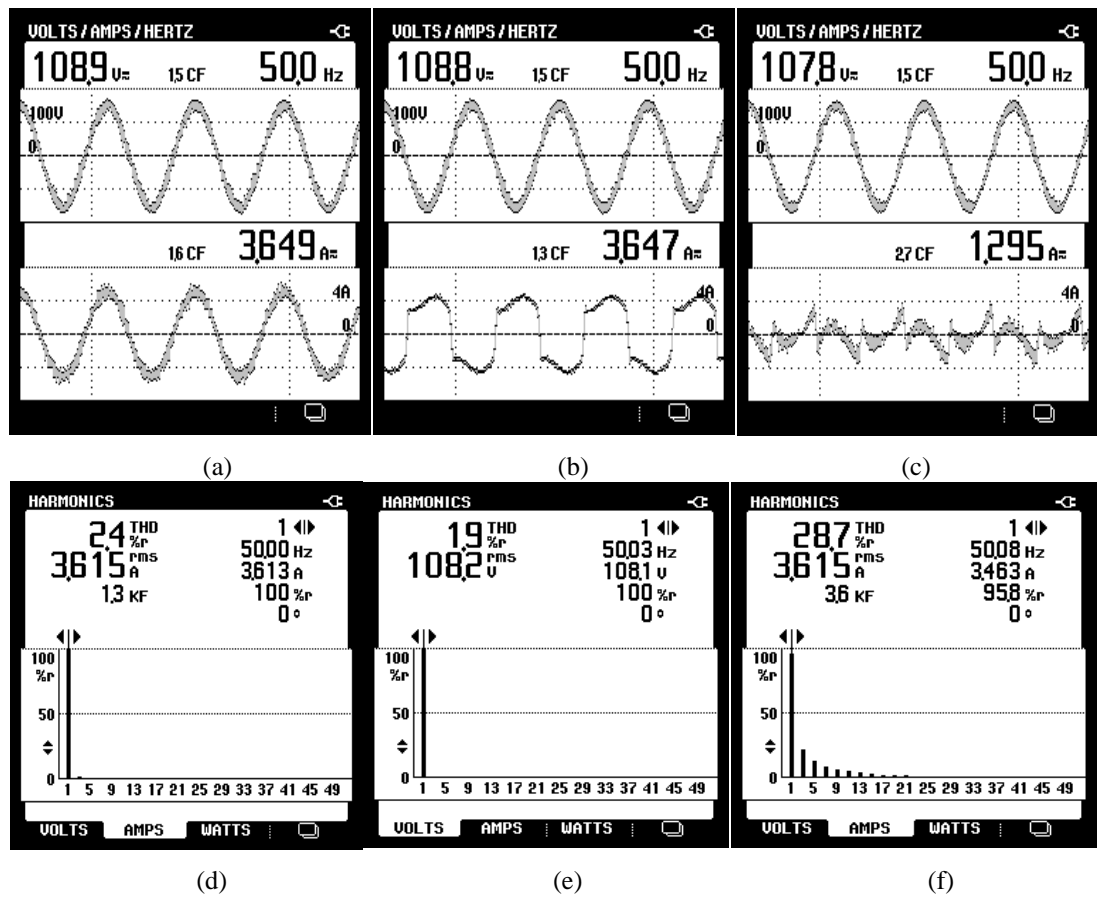 VOLTS / AMPS / HERTZ
108.9 V≂ 1.5 CF 50.0 Hz
100V
0
1.6 CF 3.649 A≂
4A
0
(a)
VOLTS / AMPS / HERTZ
108.8 V≂ 1.5 CF 50.0 Hz
100V
0
1.3 CF 3.647 A≂
4A
0
(b)
VOLTS / AMPS / HERTZ
107.8 V≂ 1.5 CF 50.0 Hz
100V
0
2.7 CF 1.295 A≂
4A
0
(c)
HARMONICS
2.4 THD %r 1
50.00 Hz
3.615 rms A 3.613 A
1.3 KF 100 %r
0 °
100
%r
50
0
1 5 9 13 17 21 25 29 33 37 41 45 49
VOLTS AMPS WATTS
(d)
HARMONICS
1.9 THD %r 1
50.03 Hz
108.2 rms V 108.1 V
100 %r
0 °
100
%r
50
0
1 5 9 13 17 21 25 29 33 37 41 45 49
VOLTS AMPS WATTS
(e)
HARMONICS
28.7 THD %r 1
50.08 Hz
3.615 rms A 3.463 A
3.6 KF 95.8 %r
0 °
100
%r
50
0
1 5 9 13 17 21 25 29 33 37 41 45 49
VOLTS AMPS WATTS
(f)